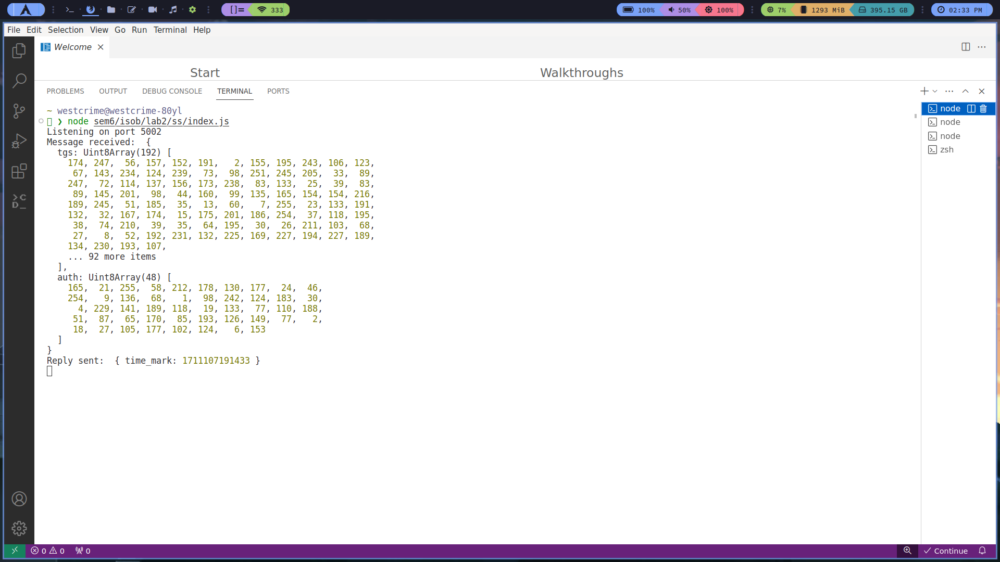 []= 333 100% 50% 100% 7% 1293 MiB 395.15 GB 02:33 PM
File Edit Selection View Go Run Terminal Help
Welcome
Start Walkthroughs
PROBLEMS OUTPUT DEBUG CONSOLE TERMINAL PORTS
~ westcrime@westcrime-80yl
❯ node sem6/isob/lab2/ss/index.js
Listening on port 5002
Message received:  {
  tgs: Uint8Array(192) [
    174, 247,  56, 157, 152, 191,   2, 155, 195, 243, 106, 123,
     67, 143, 234, 124, 239,  73,  98, 251, 245, 205,  33,  89,
    247,  72, 114, 137, 156, 173, 238,  83, 133,  25,  39,  83,
     89, 145, 201,  98,  44, 160,  99, 135, 165, 154, 154, 216,
    189, 245,  51, 185,  35,  13,  60,   7, 255,  23, 133, 191,
    132,  32, 167, 174,  15, 175, 201, 186, 254,  37, 118, 195,
     38,  74, 210,  39,  35,  64, 195,  30,  26, 211, 103,  68,
     27,   8,  52, 192, 231, 132, 225, 169, 227, 194, 227, 189,
    134, 230, 193, 107,
    ... 92 more items
  ],
  auth: Uint8Array(48) [
    165,  21, 255,  58, 212, 178, 130, 177,  24,  46,
    254,   9, 136,  68,   1,  98, 242, 124, 183,  30,
      4, 229, 141, 189, 118,  19, 133,  77, 110, 188,
     51,  87,  65, 170,  85, 193, 126, 149,  77,   2,
     18,  27, 105, 177, 102, 124,   6, 153
  ]
}
Reply sent:  { time_mark: 1711107191433 }
node
node
node
zsh
0 0 0 Continue